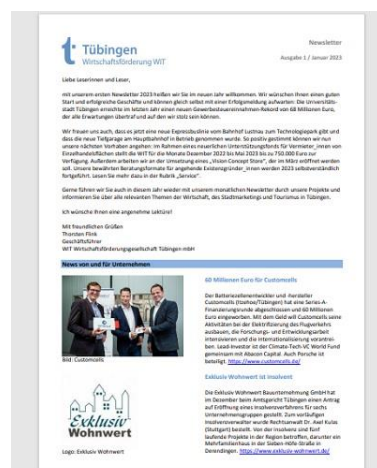 Newsletter
Tübingen
Wirtschaftsförderung WIT
Ausgabe 1 / Januar 2023
Liebe Leserinnen und Leser,
mit unserem ersten Newsletter 2023 heißen wir Sie im neuen Jahr willkommen. Wir wünschen Ihnen einen guten
Start und erfolgreiche Geschäfte und können gleich selbst mit einer Erfolgsmeldung aufwarten: Die Universitäts-
stadt Tübingen erreichte im letzten Jahr einen neuen Gewerbesteuereinnahmen-Rekord von 68 Millionen Euro,
der alle Erwartungen übertraf und auf den wir stolz sein können.
Wir freuen uns auch, dass es jetzt eine neue Expressbuslinie vom Bahnhof Lustnau zum Technologiepark gibt und
dass die neue Tiefgarage am Hauptbahnhof in Betrieb genommen wurde. So positiv gestimmt können wir nun
unsere nächsten Vorhaben angehen: Im Rahmen eines neuerlichen Unterstützungsfonds für Vermieter_innen von
Einzelhandelsflächen stellt die WIT für die Monate Dezember 2022 bis Mai 2023 bis zu 750.000 Euro zur
Verfügung. Außerdem arbeiten wir an der Umsetzung eines „Vision Concept Store“, der im März eröffnet werden
soll. Unsere bewährten Beratungsformate für angehende Existenzgründer_innen werden 2023 selbstverständlich
fortgeführt. Lesen Sie mehr dazu in der Rubrik „Service“.
Gerne führen wir Sie auch in diesem Jahr wieder mit unserem monatlichen Newsletter durch unsere Projekte und
informieren Sie über alle relevanten Themen der Wirtschaft, des Stadtmarketings und Tourismus in Tübingen.
Ich wünsche Ihnen eine angenehme Lektüre!
Mit freundlichen Grüßen
Thorsten Flink
Geschäftsführer
WIT Wirtschaftsförderungsgesellschaft Tübingen mbH
News von und für Unternehmen
60 Millionen Euro für Customcells
Der Batteriezellenentwickler und -hersteller
Customcells (Itzehoe/Tübingen) hat eine Series-A-
Finanzierungsrunde abgeschlossen und 60 Millionen
Euro eingeworben. Mit dem Geld will Customcells seine
Aktivitäten bei der Elektrifizierung des Flugverkehrs
ausbauen, die Forschungs- und Entwicklungsarbeit
intensivieren und die Internationalisierung vorantrei-
ben. Lead-Investor ist der Climate-Tech-VC World Fund
gemeinsam mit Abacon Capital. Auch Porsche ist
beteiligt. https://www.customcells.de/
Bild: Customcells
Exklusiv Wohnwert ist insolvent
Die Exklusiv Wohnwert Bauunternehmung GmbH hat
im Dezember beim Amtsgericht Tübingen einen Antrag
auf Eröffnung eines Insolvenzverfahrens für sechs
Unternehmensgruppen gestellt. Zum vorläufigen
Insolvenzverwalter wurde Rechtsanwalt Dr. Axel Kulas
(Stuttgart) bestellt. Von der Insolvenz sind fünf
laufende Projekte in der Region betroffen, darunter ein
Mehrfamilienhaus in der Sieben-Höfe-Straße in
Derendingen. https://www.exklusiv-wohnwert.de/
Exklusiv
Wohnwert
Logo: Exklusiv Wohnwert